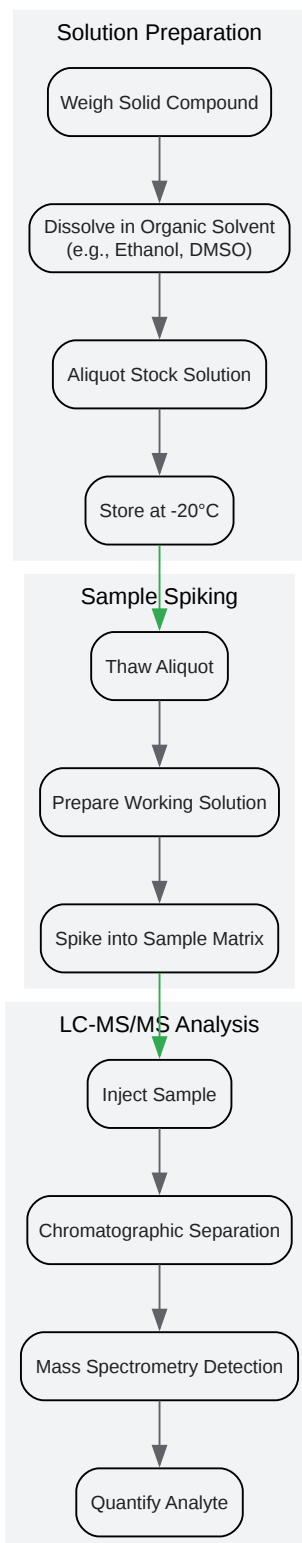 Solution Preparation
Weigh Solid Compound
Dissolve in Organic Solvent
(e.g., Ethanol, DMSO)
Aliquot Stock Solution
Store at -20°C
Sample Spiking
Thaw Aliquot
Prepare Working Solution
Spike into Sample Matrix
LC-MS/MS Analysis
Inject Sample
Chromatographic Separation
Mass Spectrometry Detection
Quantify Analyte